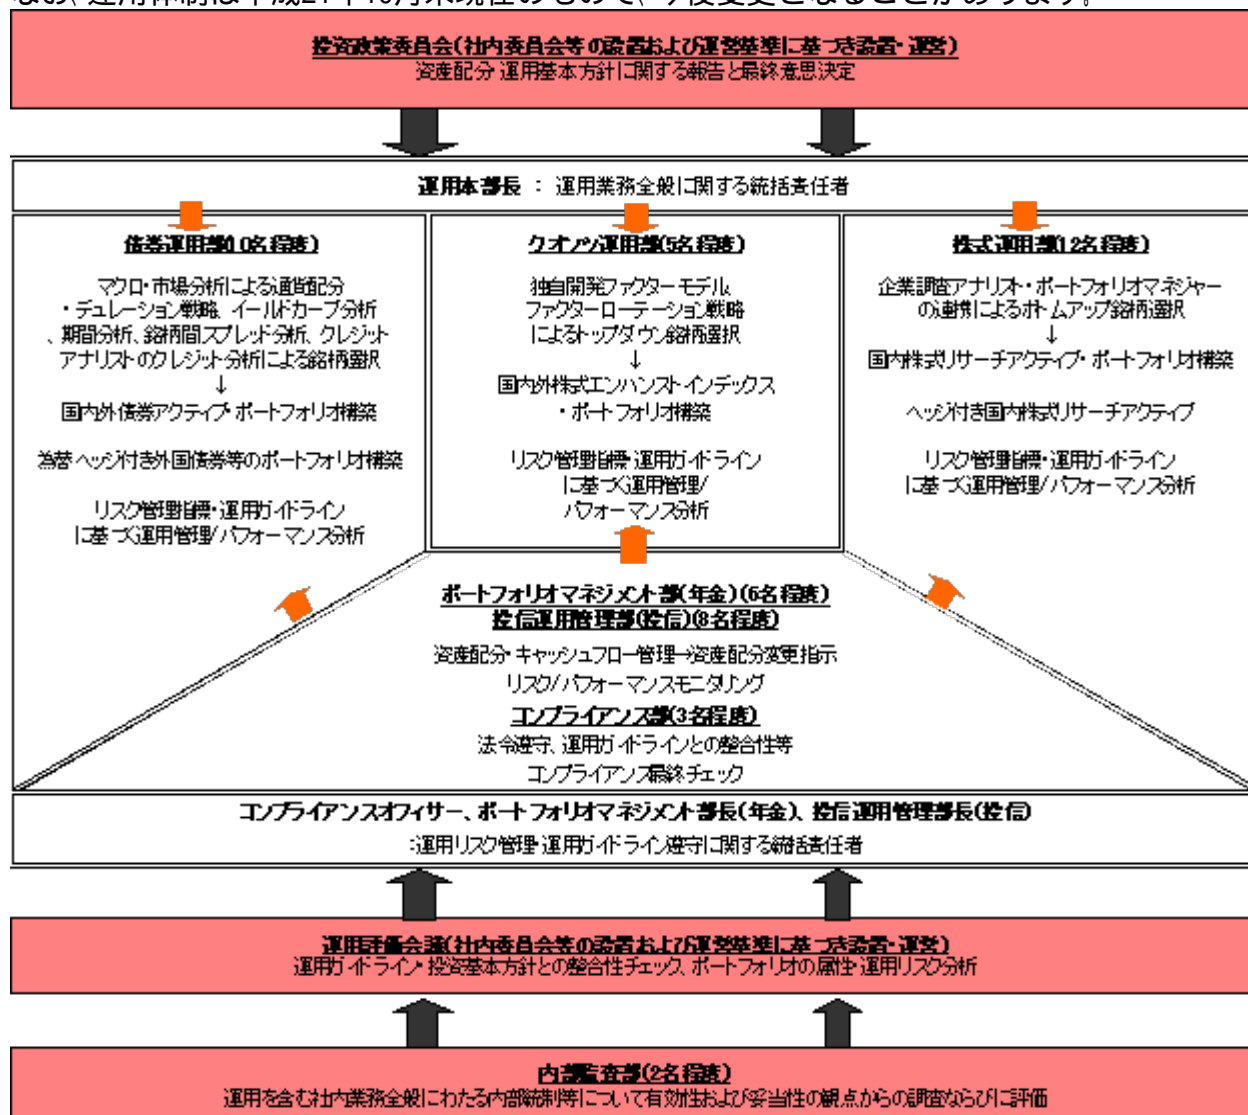 なお、運用体制は平成21年10月末現在のもので、今後変更となることがあります。
投資政策委員会(社内委員会等の設置および運営基準に基づき設置・運営)
資産配分・運用基本方針に関する報告と最終意思決定
運用本部長 : 運用業務全般に関する統括責任者
債券運用部(10名程度)
マクロ・市場分析による通貨配分
・デュレーション戦略、イールドカーブ分析
、期間分析、銘柄間スプレッド分析、クレジット
アナリストのクレジット分析による銘柄選択
↓
国内外債券アクティブ・ポートフォリオ構築
為替ヘッジ付き外国債券等のポートフォリオ構築
リスク管理指標・運用ガイドライン
に基づく運用管理/パフォーマンス分析
クオンツ運用部(5名程度)
独自開発ファクターモデル
ファクターローテーション戦略
によるトップダウン銘柄選択
↓
国内外株式エンハンストインデックス
・ポートフォリオ構築
リスク管理指標・運用ガイドライン
に基づく運用管理/
パフォーマンス分析
株式運用部(12名程度)
企業調査アナリスト・ポートフォリオマネジャー
の連携によるボトムアップ銘柄選択
↓
国内株式リサーチアクティブ・ポートフォリオ構築
ヘッジ付き国内株式リサーチアクティブ
リスク管理指標・運用ガイドライン
に基づく運用管理/パフォーマンス分析
ポートフォリオマネジメント部(年金)(6名程度)
投信運用管理部(投信)(8名程度)
資産配分・キャッシュフロー管理→資産配分変更指示
リスク/パフォーマンスモニタリング
コンプライアンス部(3名程度)
法令遵守、運用ガイドラインとの整合性等
コンプライアンス最終チェック
コンプライアンスオフィサー、ポートフォリオマネジメント部長(年金)、投信運用管理部長(投信)
:運用リスク管理・運用ガイドライン遵守に関する統括責任者
運用評価会議(社内委員会等の設置および運営基準に基づき設置・運営)
運用ガイドライン・投資基本方針との整合性チェック、ポートフォリオの属性・運用リスク分析
内部監査部(2名程度)
運用を含む社内業務全般にわたる内部統制等について有効性および妥当性の観点からの調査ならびに評価